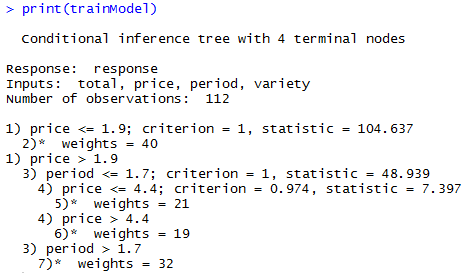 > print(trainModel)
Conditional inference tree with 4 terminal nodes
Response:  response
Inputs:  total, price, period, variety
Number of observations:  112
1) price <= 1.9; criterion = 1, statistic = 104.637
  2)*  weights = 40
1) price > 1.9
  3) period <= 1.7; criterion = 1, statistic = 48.939
    4) price <= 4.4; criterion = 0.974, statistic = 7.397
      5)*  weights = 21
    4) price > 4.4
      6)*  weights = 19
  3) period > 1.7
    7)*  weights = 32